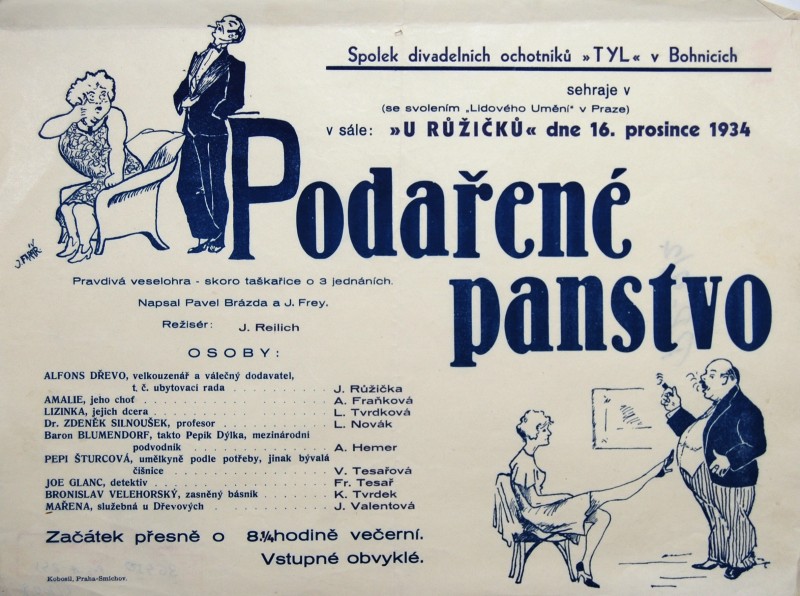 Spolek divadelních ochotníků »TYL« v Bohnicích
sehraje v
(se svolením „Lidového Umění" v Praze)
v sále: »U RŮŽIČKŮ« dne 16. prosince 1934
Podařené
panstvo
J. FIŠÁR
Pravdivá veselohra - skoro taškařice o 3 jednáních.
Napsal Pavel Brázda a J. Frey.
Režisér: J. Reilich
OSOBY:
ALFONS DŘEVO, velkouzenář a válečný dodavatel,
t. č. ubytovací rada . . . . . . . . . . . J. Růžička
AMALIE, jeho choť . . . . . . . . . . . A. Fraňková
LIZINKA, jejich dcera . . . . . . . . . . . L. Tvrdková
Dr. ZDENĚK SILNOUŠEK, profesor . . . . . . . . L. Novák
Baron BLUMENDORF, takto Pepík Dýlka, mezinárodní
podvodník . . . . . . . . . . . A. Hemer
PEPI ŠTURCOVÁ, umělkyně podle potřeby, jinak bývalá
číšnice . . . . . . . . . . . V. Tesařová
JOE GLANC, detektiv . . . . . . . . . . . Fr. Tesař
BRONISLAV VELEHORSKÝ, zasněný básník . . . . . K. Tvrdek
MAŘENA, služebná u Dřevových . . . . . . . . J. Valentová
Začátek přesně o 8¼ hodině večerní.
Vstupné obvyklé.
Kobosil, Praha-Smíchov.